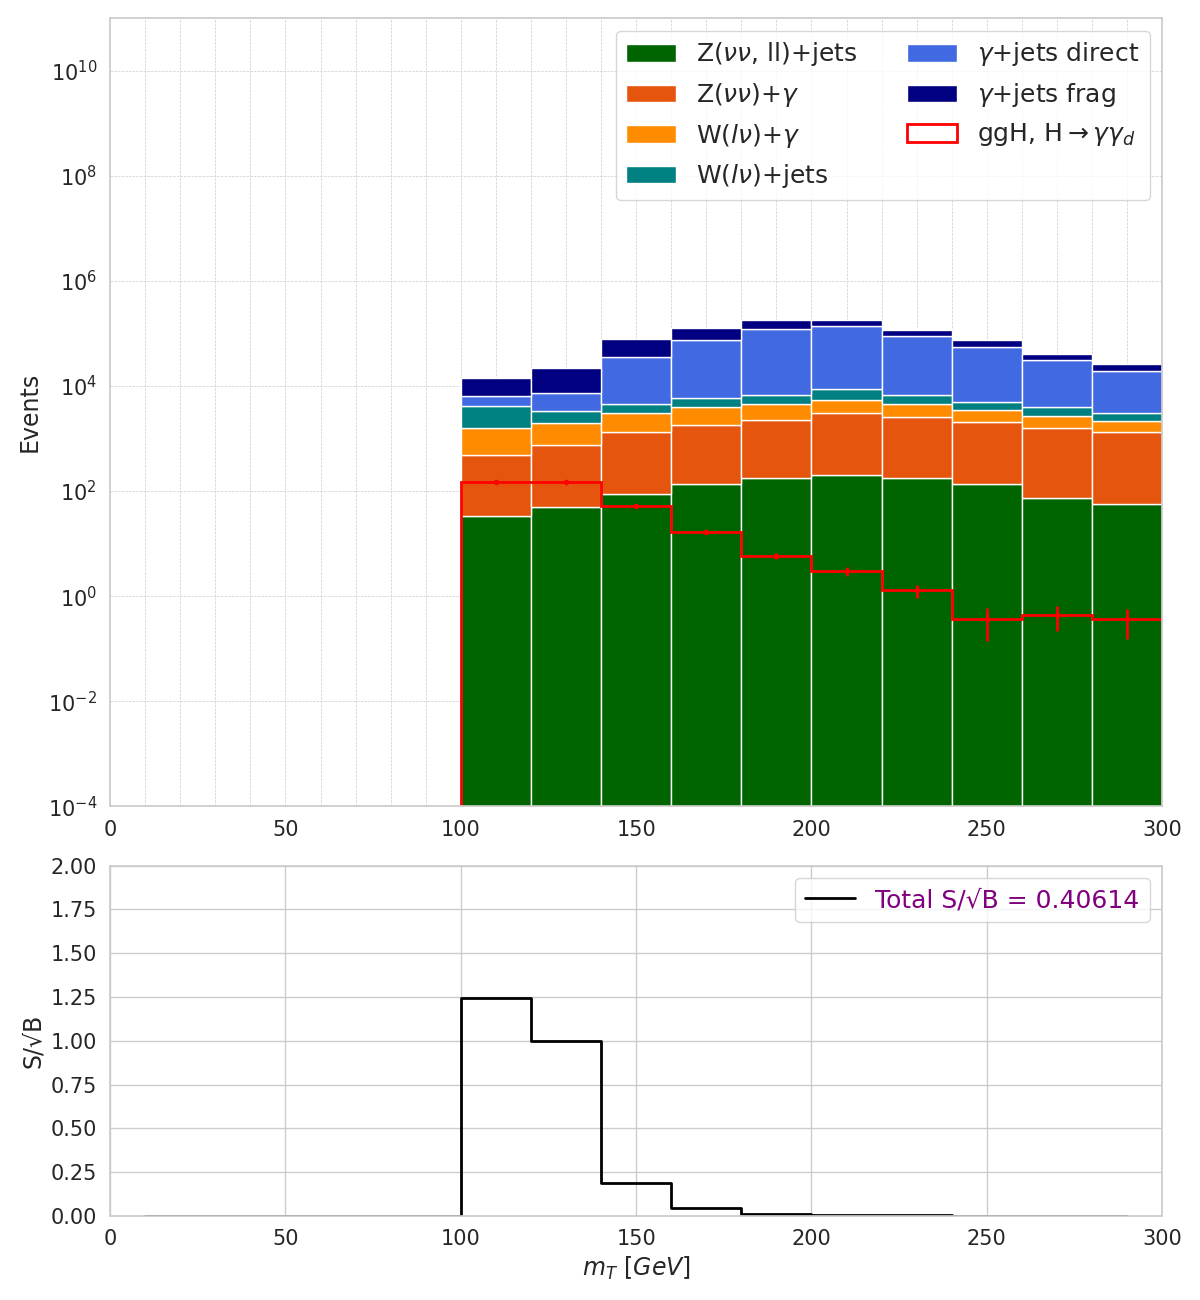 Z(νν, ll)+jets
Z(νν)+γ
W(lν)+γ
W(lν)+jets
γ+jets direct
γ+jets frag
ggH, H→γγ_d
Events
10^10
10^8
10^6
10^4
10^2
10^0
10^−2
10^−4
0 50 100 150 200 250 300
Total S/√B = 0.40614
S/√B
2.00
1.75
1.50
1.25
1.00
0.75
0.50
0.25
0.00
0 50 100 150 200 250 300
m_T [GeV]